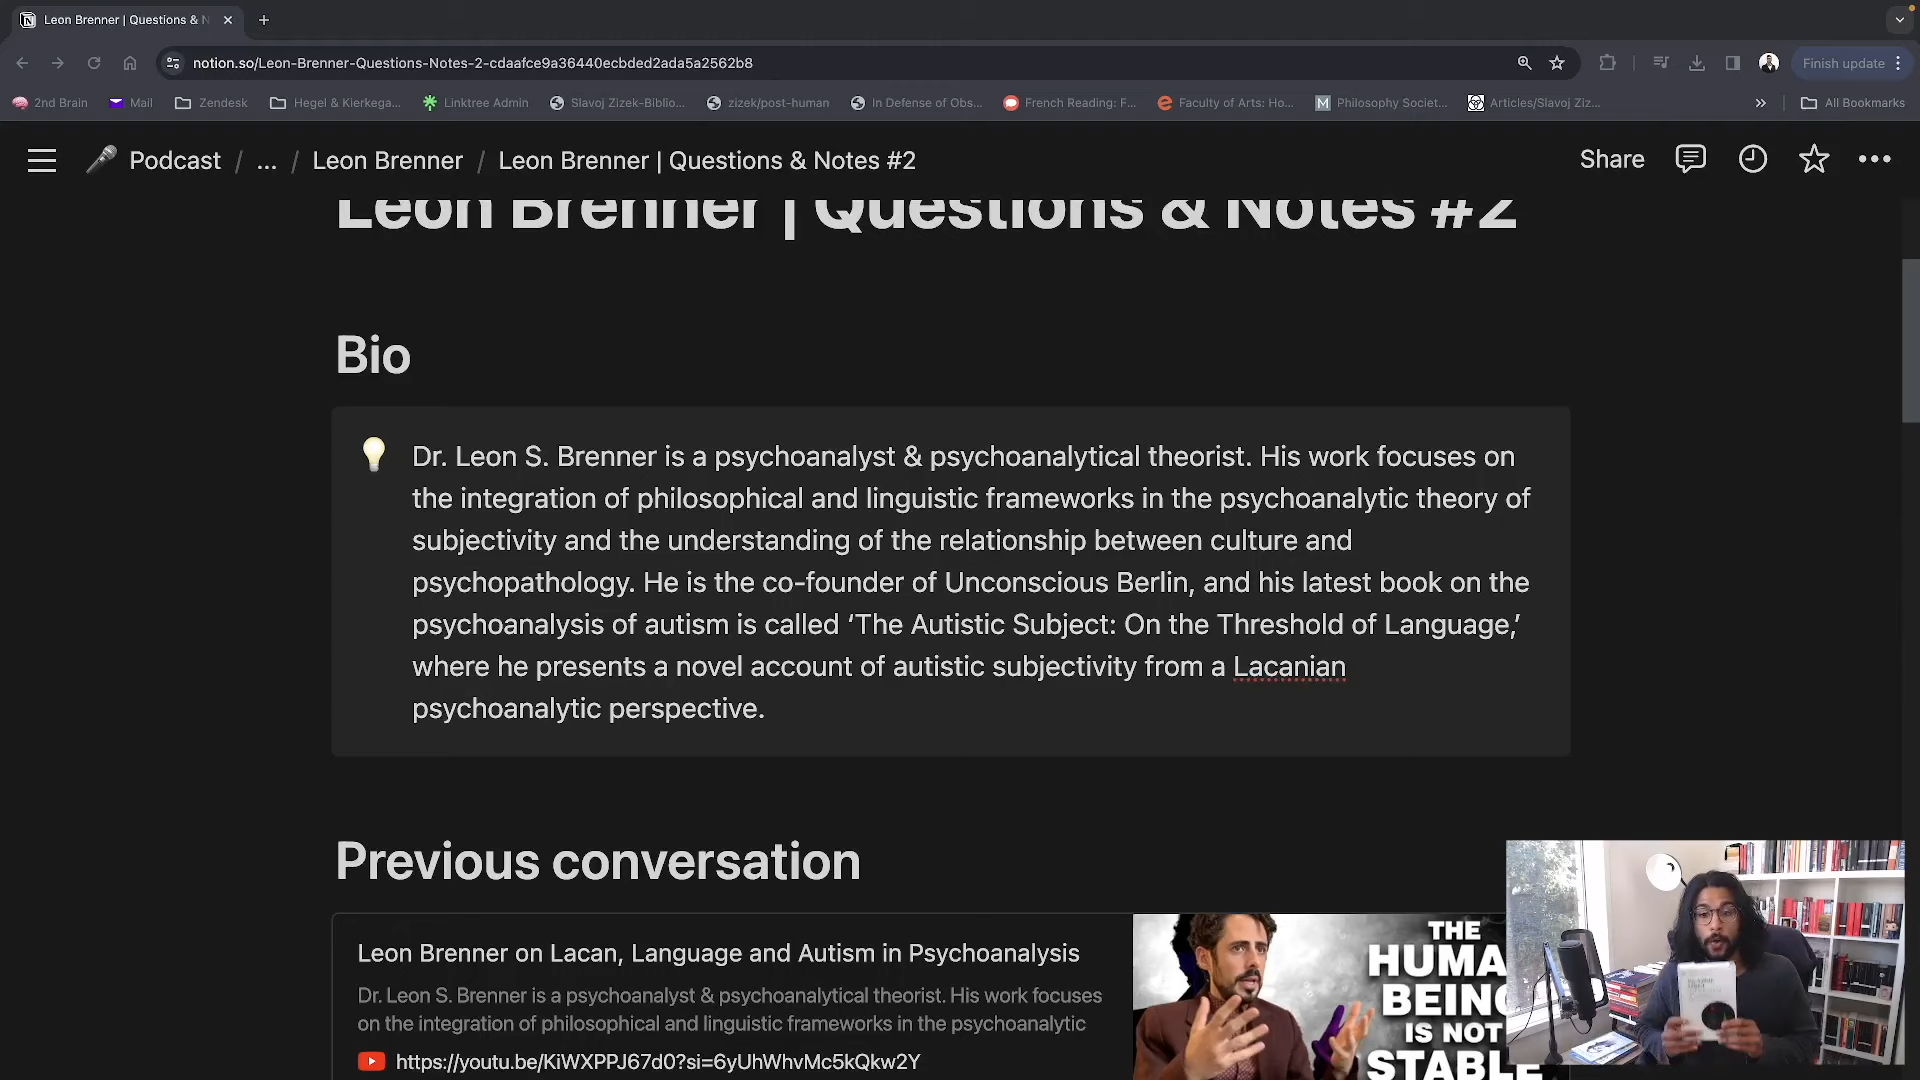 Leon Brenner | Questions & N
notion.so/Leon-Brenner-Questions-Notes-2-cdaafce9a36440ecbded2ada5a2562b8
Finish update
2nd Brain
Mail
Zendesk
Hegel & Kierkega...
Linktree Admin
Slavoj Zizek-Biblio...
zizek/post-human
In Defense of Obs...
French Reading: F...
Faculty of Arts: Ho...
M
Philosophy Societ...
Articles/Slavoj Ziz...
»
All Bookmarks
Podcast / ... / Leon Brenner / Leon Brenner | Questions & Notes #2
Share
Leon Brenner | Questions & Notes #2
Bio
Dr. Leon S. Brenner is a psychoanalyst & psychoanalytical theorist. His work focuses on
the integration of philosophical and linguistic frameworks in the psychoanalytic theory of
subjectivity and the understanding of the relationship between culture and
psychopathology. He is the co-founder of Unconscious Berlin, and his latest book on the
psychoanalysis of autism is called ‘The Autistic Subject: On the Threshold of Language,’
where he presents a novel account of autistic subjectivity from a Lacanian
psychoanalytic perspective.
Previous conversation
Leon Brenner on Lacan, Language and Autism in Psychoanalysis
Dr. Leon S. Brenner is a psychoanalyst & psychoanalytical theorist. His work focuses
on the integration of philosophical and linguistic frameworks in the psychoanalytic
https://youtu.be/KiWXPPJ67d0?si=6yUhWhvMc5kQkw2Y
THE
HUMA
BEING
IS NOT
STABLE